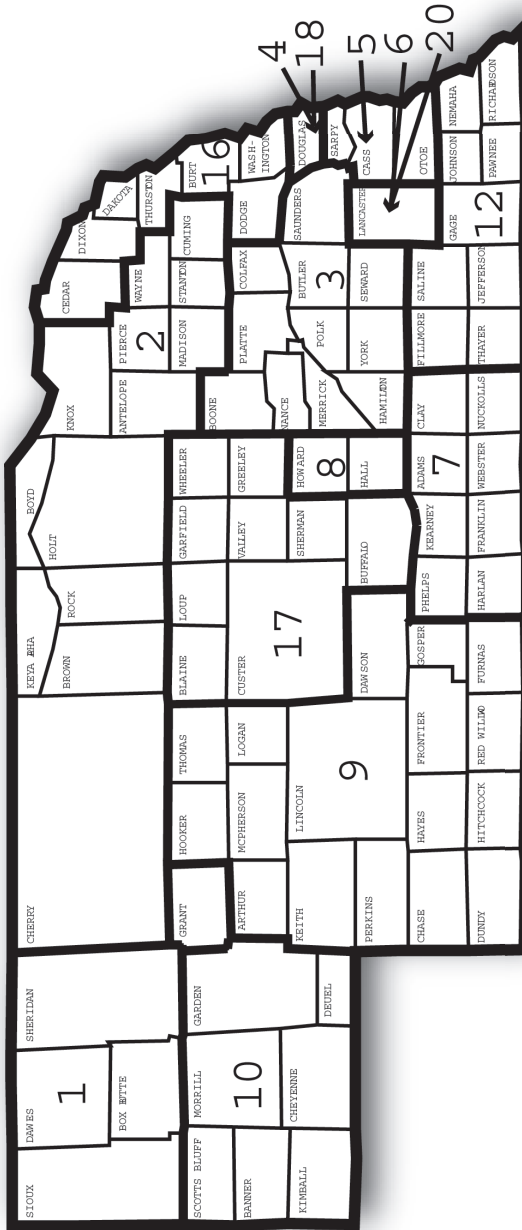 SIOUX
DAWES
SHERIDAN
1
BOX BUTTE
CHERRY
KEYA PAHA
BOYD
BROWN
ROCK
HOLT
KNOX
CEDAR
DIXON
DAKOTA
ANTELOPE
PIERCE
WAYNE
THURSTON
2
SCOTTS BLUFF
MORRILL
GARDEN
BANNER
10
KIMBALL
CHEYENNE
DEUEL
GRANT
HOOKER
THOMAS
BLAINE
LOUP
GARFIELD
WHEELER
BOONE
MADISON
STANTON
CUMING
BURT
16
ARTHUR
MCPHERSON
LOGAN
CUSTER
17
VALLEY
GREELEY
NANCE
PLATTE
COLFAX
DODGE
WASH-
INGTON
KEITH
LINCOLN
9
SHERMAN
HOWARD
8
MERRICK
POLK
BUTLER
3
SAUNDERS
DOUGLAS
SARPY
4
18
PERKINS
DAWSON
BUFFALO
HALL
HAMILTON
YORK
SEWARD
LANCASTER
CASS
OTOE
5
6
20
CHASE
HAYES
FRONTIER
GOSPER
PHELPS
KEARNEY
ADAMS
7
CLAY
FILLMORE
SALINE
GAGE
12
JOHNSON
NEMAHA
DUNDY
HITCHCOCK
RED WILLOW
FURNAS
HARLAN
FRANKLIN
WEBSTER
NUCKOLLS
THAYER
JEFFERSON
PAWNEE
RICHARDSON